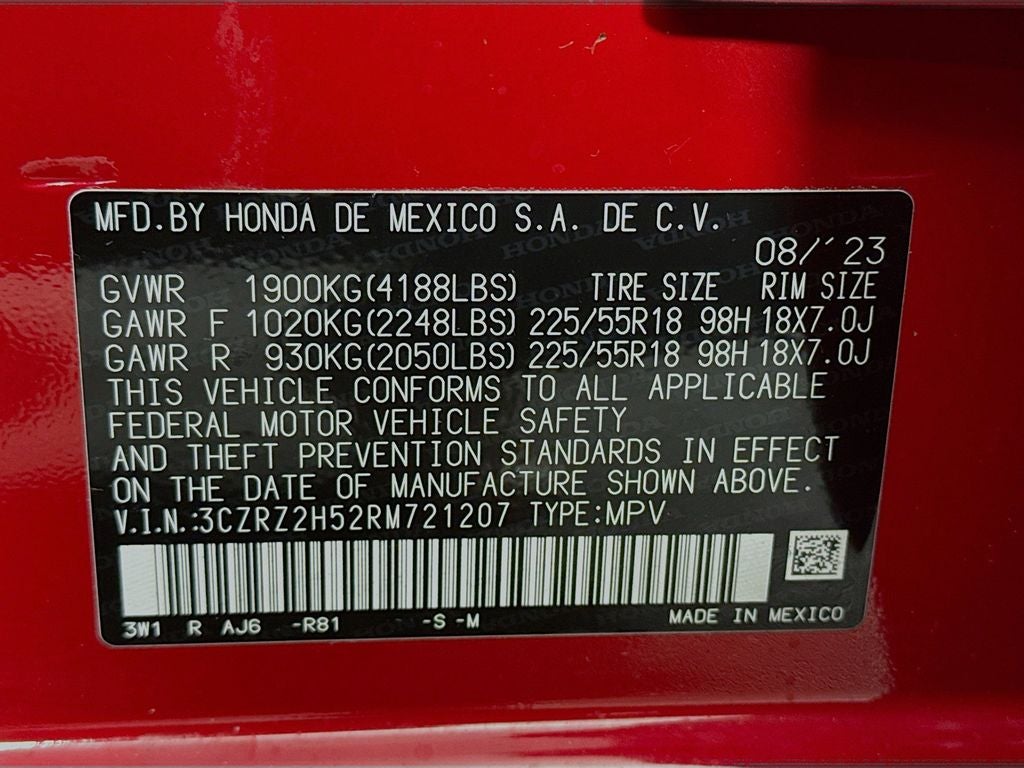 MFD.BY HONDA DE MEXICO S.A. DE C.V.
08/'23
GVWR 1900KG(4188LBS) TIRE SIZE RIM SIZE
GAWR F 1020KG(2248LBS) 225/55R18 98H 18X7.0J
GAWR R 930KG(2050LBS) 225/55R18 98H 18X7.0J
THIS VEHICLE CONFORMS TO ALL APPLICABLE
FEDERAL MOTOR VEHICLE SAFETY
AND THEFT PREVENTION STANDARDS IN EFFECT
ON THE DATE OF MANUFACTURE SHOWN ABOVE.
V.I.N.:3CZRZ2H52RM721207 TYPE:MPV
3W1 R AJ6 -R81 -S -M MADE IN MEXICO